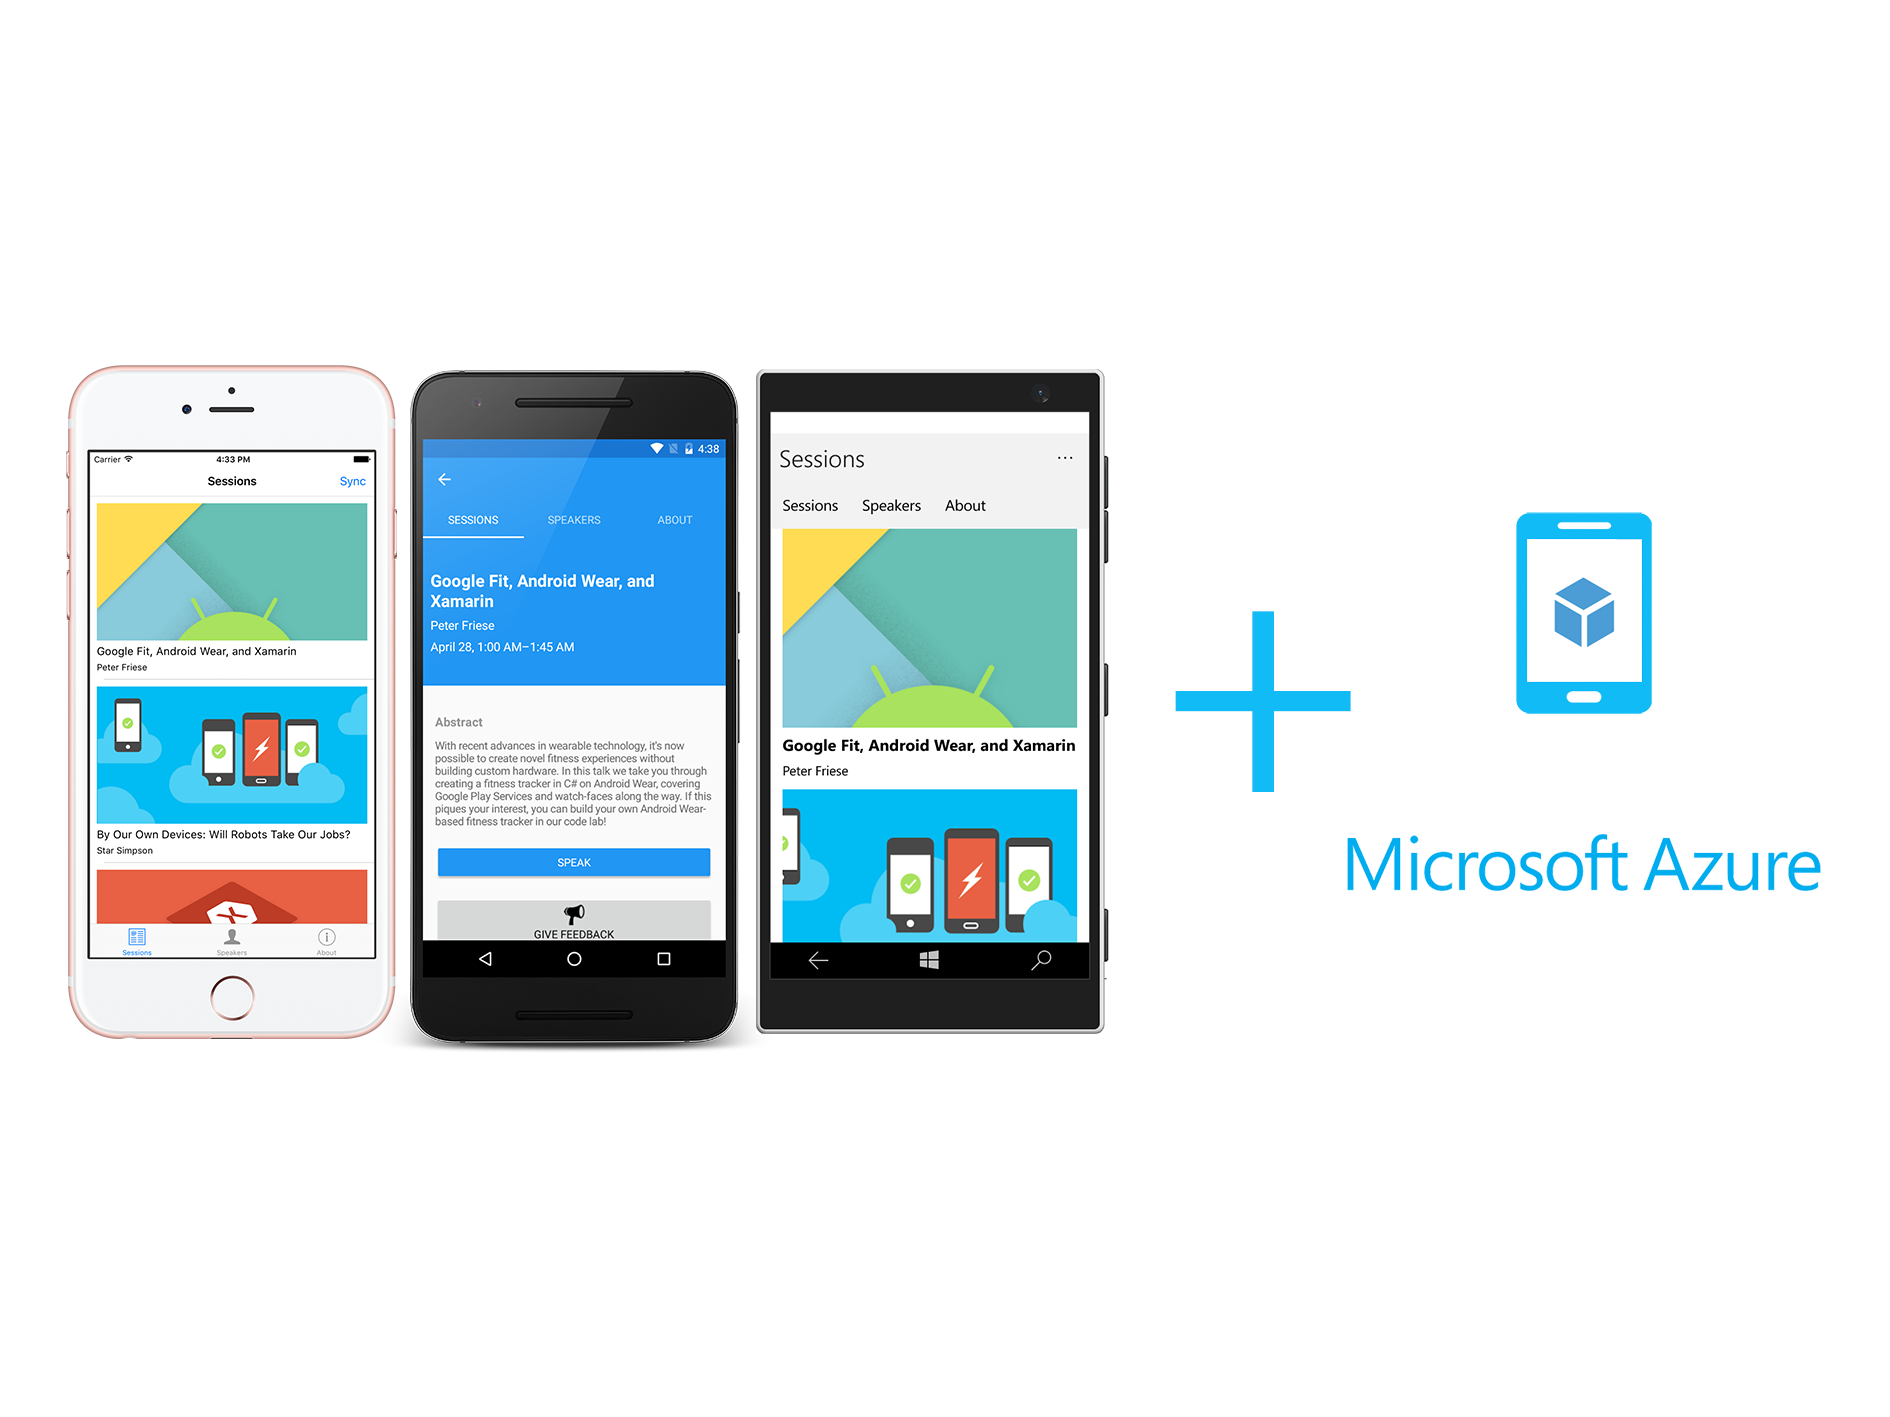 Carrier 4:33 PM
Sessions Sync
Google Fit, Android Wear, and Xamarin
Peter Friese
By Our Own Devices: Will Robots Take Our Jobs?
Star Simpson
Sessions Speakers About
4:38
SESSIONS SPEAKERS ABOUT
Google Fit, Android Wear, and
Xamarin
Peter Friese
April 28, 1:00 AM–1:45 AM
Abstract
With recent advances in wearable technology, it's now
possible to create novel fitness experiences without
building custom hardware. In this talk we take you through
creating a fitness tracker in C# on Android Wear, covering
Google Play Services and watch-faces along the way. If this
piques your interest, you can build your own Android Wear-
based fitness tracker in our code lab!
SPEAK
GIVE FEEDBACK
Sessions ...
Sessions Speakers About
Google Fit, Android Wear, and Xamarin
Peter Friese
Microsoft Azure